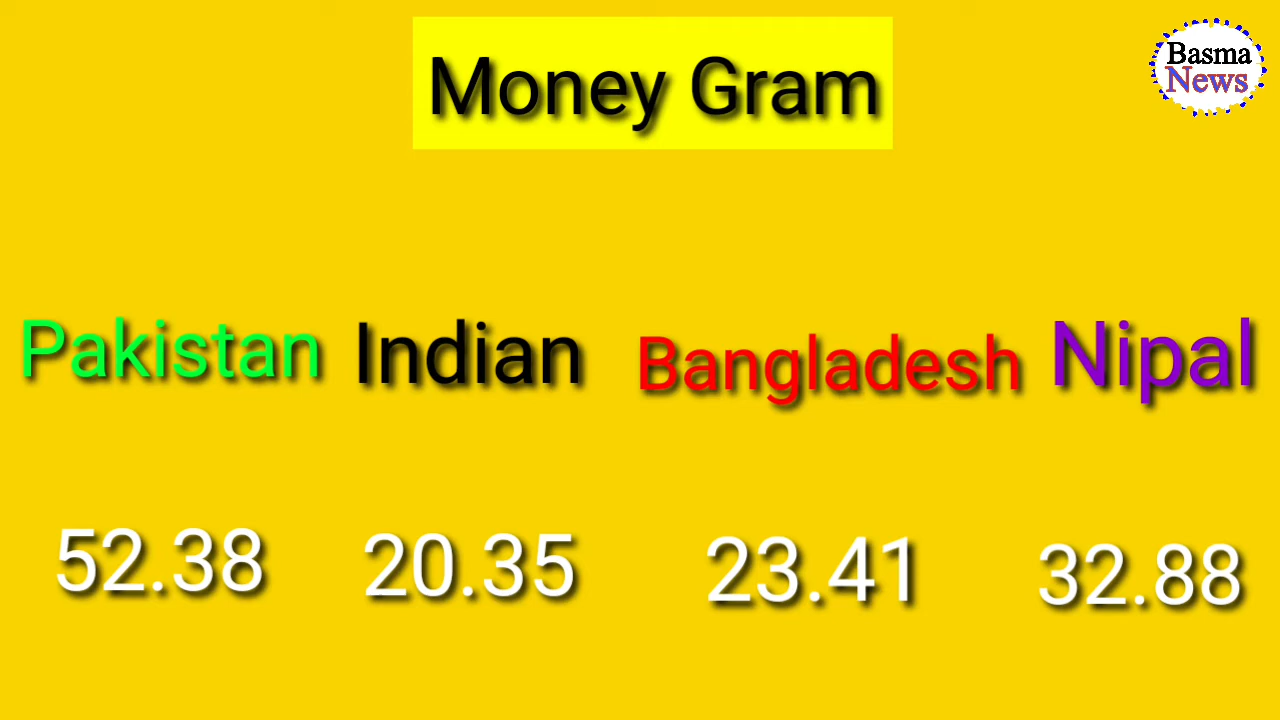 Money Gram
Basma
News
Pakistan Indian Bangladesh Nipal
52.38 20.35 23.41 32.88